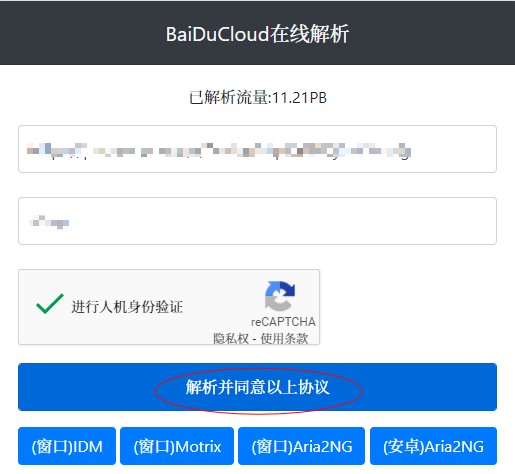 BaiDuCloud在线解析
已解析流量:11.21PB
进行人机身份验证
reCAPTCHA
隐私权 - 使用条款
解析并同意以上协议
(窗口)IDM (窗口)Motrix (窗口)Aria2NG (安卓)Aria2NG